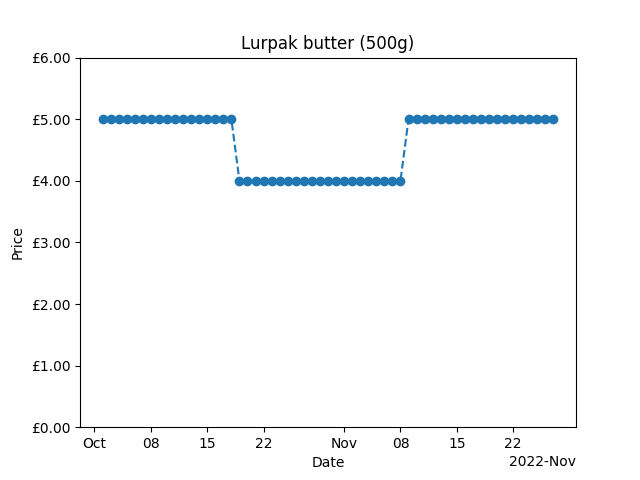 Lurpak butter (500g)
£6.00
£5.00
£4.00
£3.00
£2.00
£1.00
£0.00
Price
Oct 08 15 22 Nov 08 15 22
Date
2022-Nov